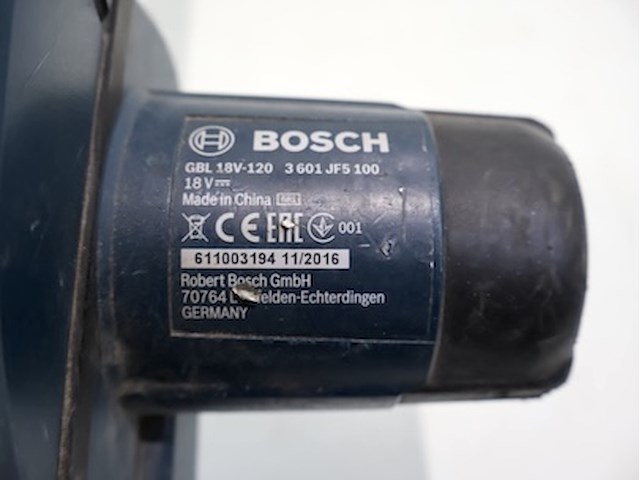 BOSCH
GBL 18V-120 3 601 JF5 100
18 V
Made in China
CE EAC 001
611003194 11/2016
Robert Bosch GmbH
70764 -Echterdingen
GERMANY